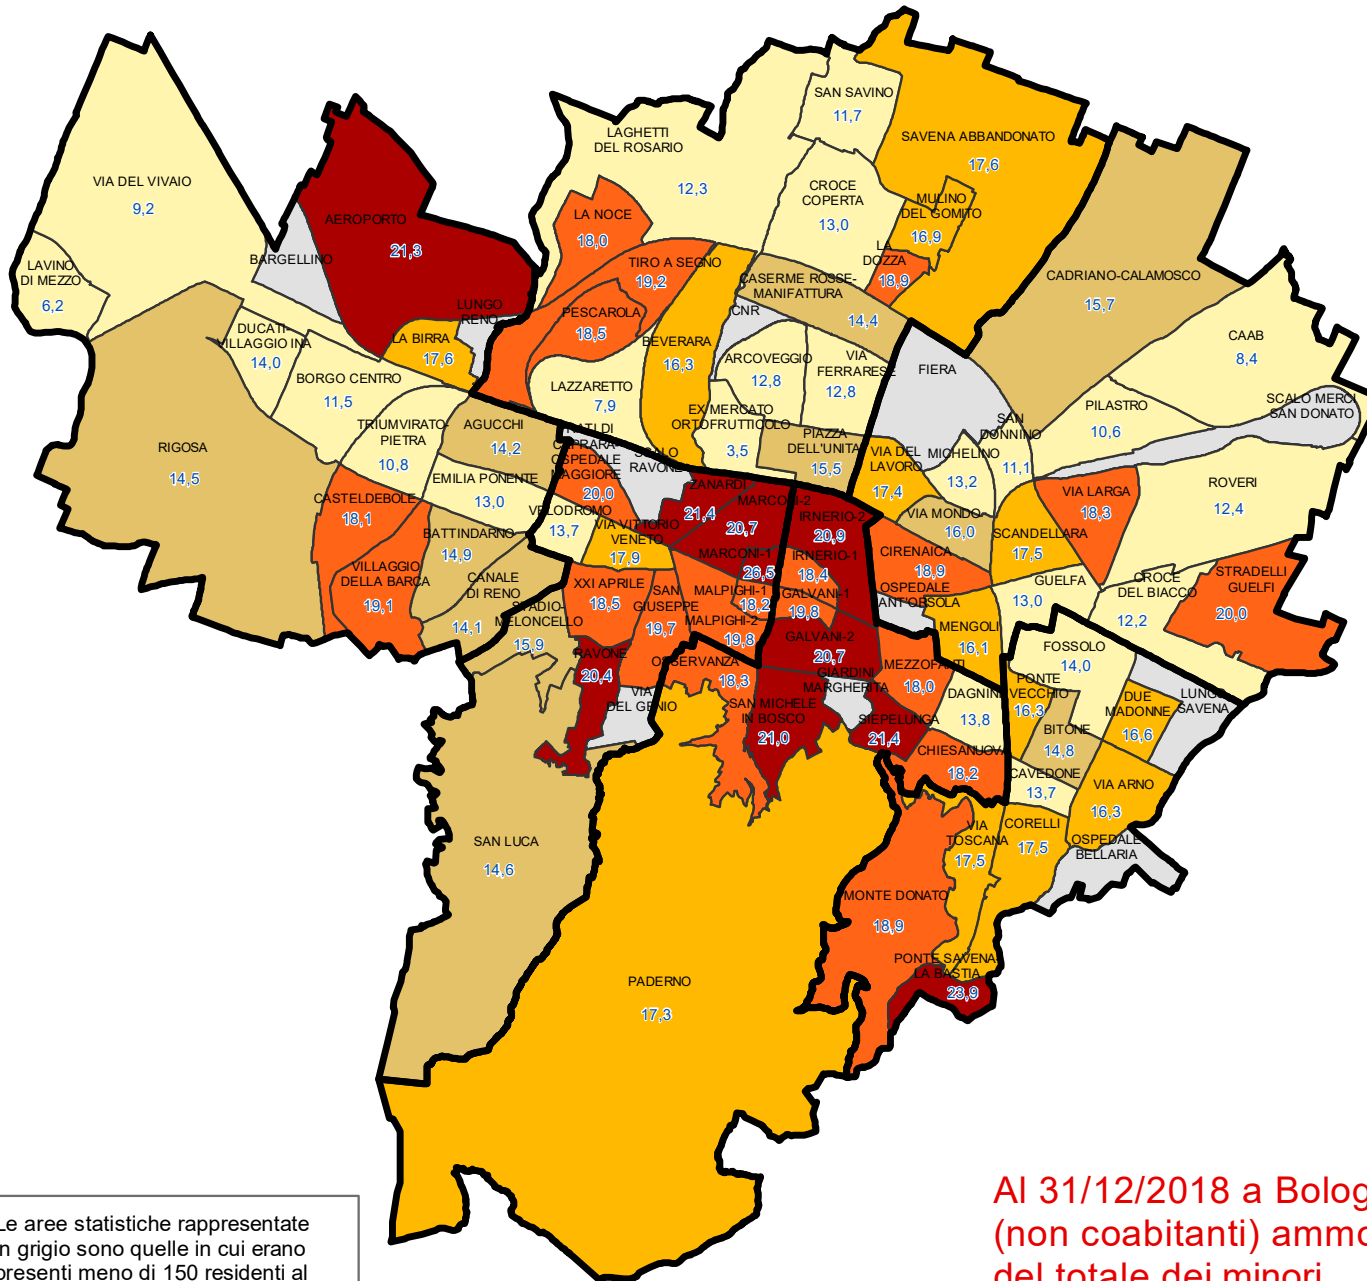 SAN SAVINO
11,7
LAGHETTI
DEL ROSARIO
12,3
SAVENA ABBANDONATO
17,6
VIA DEL VIVAIO
9,2
CROCE
COPERTA
13,0
MULINO
DEL GOMITO
16,9
AEROPORTO
21,3
LA NOCE
18,0
LA
DOZZA
18,9
BARGELLINO
LAVINO
DI MEZZO
6,2
TIRO A SEGNO
19,2
CASERME ROSSE-
MANIFATTURA
14,4
CADRIANO-CALAMOSCO
15,7
LUNGO
RENO
PESCAROLA
18,5
CNR
DUCATI-
VILLAGGIO INA
14,0
LA BIRRA
17,6
BEVERARA
16,3
ARCOVEGGIO
12,8
VIA
FERRARESE
12,8
FIERA
CAAB
8,4
BORGO CENTRO
11,5
LAZZARETTO
7,9
SCALO MERCI
SAN DONATO
EX MERCATO
ORTOFRUTTICOLO
3,5
PILASTRO
10,6
SAN
DONNINO
11,1
TRIUMVIRATO-
PIETRA
10,8
AGUCCHI
14,2
PRATI DI
CAPRARA-
OSPEDALE
MAGGIORE
20,0
SCALO
RAVONE
PIAZZA
DELL'UNITA'
15,5
VIA DEL
LAVORO
17,4
MICHELINO
13,2
RIGOSA
14,5
EMILIA PONENTE
13,0
ZANARDI
21,4
MARCONI-2
20,7
VIA LARGA
18,3
ROVERI
12,4
CASTELDEBOLE
18,1
VELODROMO
13,7
IRNERIO-2
20,9
VIA MONDO
16,0
BATTINDARNO
14,9
VIA VITTORIO
VENETO
17,9
MARCONI-1
26,5
IRNERIO-1
18,4
CIRENAICA
18,9
SCANDELLARA
17,5
VILLAGGIO
DELLA BARCA
19,1
CANALE
DI RENO
14,1
XXI APRILE
18,5
SAN
GIUSEPPE
19,7
MALPIGHI-1
18,2
GALVANI-1
19,8
OSPEDALE
SANT'ORSOLA
GUELFA
13,0
CROCE
DEL BIACCO
12,2
STRADELLI
GUELFI
20,0
STADIO-
MELONCELLO
15,9
MALPIGHI-2
19,8
GALVANI-2
20,7
MENGOLI
16,1
FOSSOLO
14,0
RAVONE
20,4
OSSERVANZA
18,3
GIARDINI
MARGHERITA
MEZZOFANTI
18,0
PONTE
VECCHIO
16,3
DUE
MADONNE
16,6
LUNGO
SAVENA
VIA
DEL GENIO
SAN MICHELE
IN BOSCO
21,0
SIEPELUNGA
21,4
DAGNINI
13,8
BITONE
14,8
CHIESANUOVA
18,2
CAVEDONE
13,7
VIA ARNO
16,3
SAN LUCA
14,6
VIA
TOSCANA
17,5
CORELLI
17,5
OSPEDALE
BELLARIA
MONTE DONATO
18,9
PADERNO
17,3
PONTE SAVENA-
LA BASTIA
23,9
Le aree statistiche rappresentate
in grigio sono quelle in cui erano
presenti meno di 150 residenti al
Al 31/12/2018 a Bolog
(non coabitanti) ammo
del totale dei minori